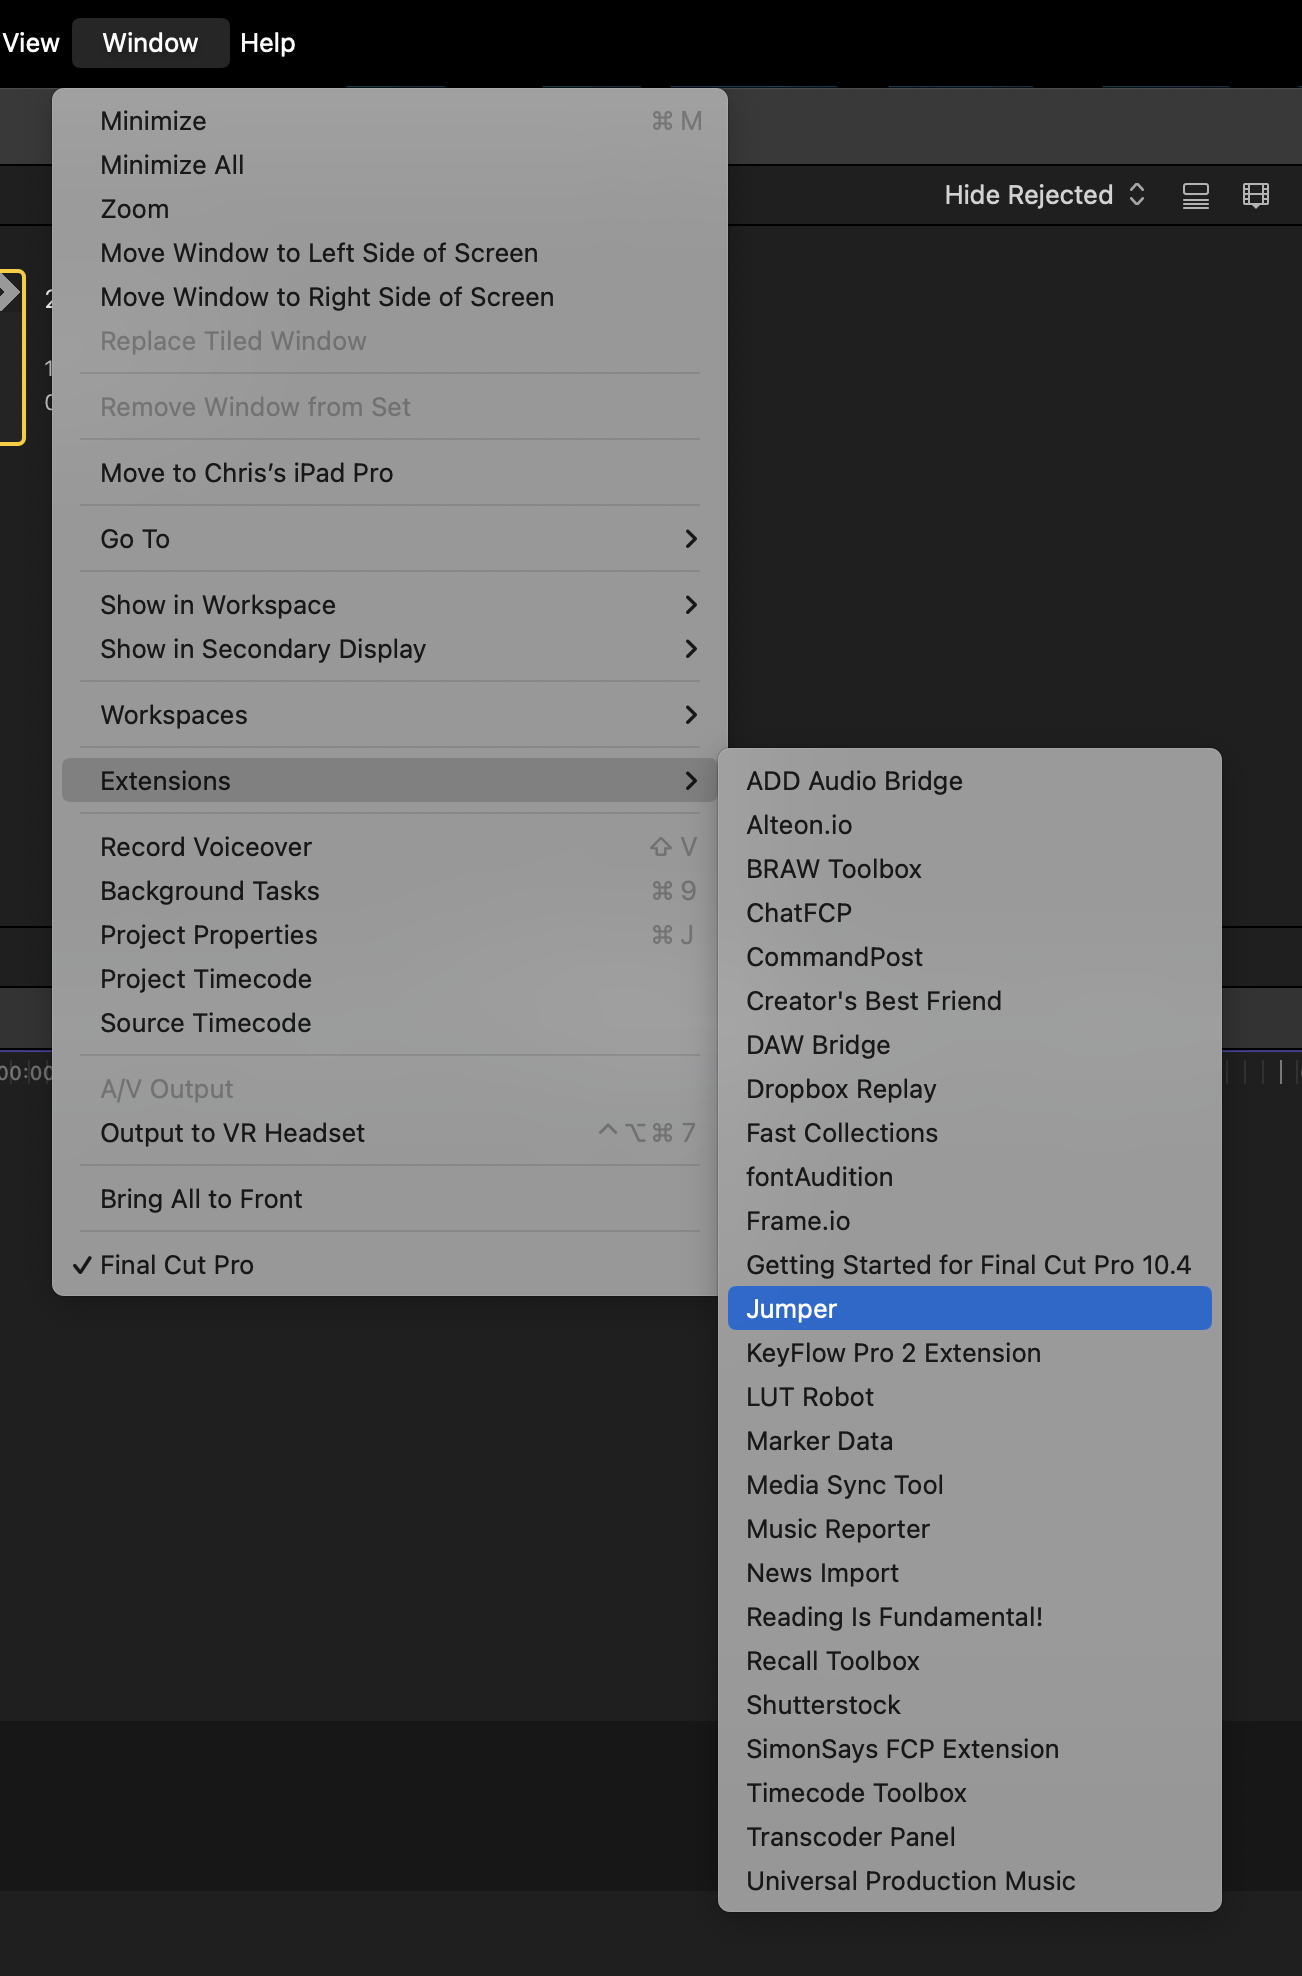 View Window Help
Minimize ⌘ M
Minimize All
Zoom
Move Window to Left Side of Screen
Move Window to Right Side of Screen
Replace Tiled Window
Remove Window from Set
Move to Chris’s iPad Pro
Go To
Show in Workspace
Show in Secondary Display
Workspaces
Extensions
Record Voiceover ⇧ V
Background Tasks ⌘ 9
Project Properties ⌘ J
Project Timecode
Source Timecode
A/V Output
Output to VR Headset ^⌥⌘ 7
Bring All to Front
✓ Final Cut Pro
Hide Rejected
ADD Audio Bridge
Alteon.io
BRAW Toolbox
ChatFCP
CommandPost
Creator's Best Friend
DAW Bridge
Dropbox Replay
Fast Collections
fontAudition
Frame.io
Getting Started for Final Cut Pro 10.4
Jumper
KeyFlow Pro 2 Extension
LUT Robot
Marker Data
Media Sync Tool
Music Reporter
News Import
Reading Is Fundamental!
Recall Toolbox
Shutterstock
SimonSays FCP Extension
Timecode Toolbox
Transcoder Panel
Universal Production Music